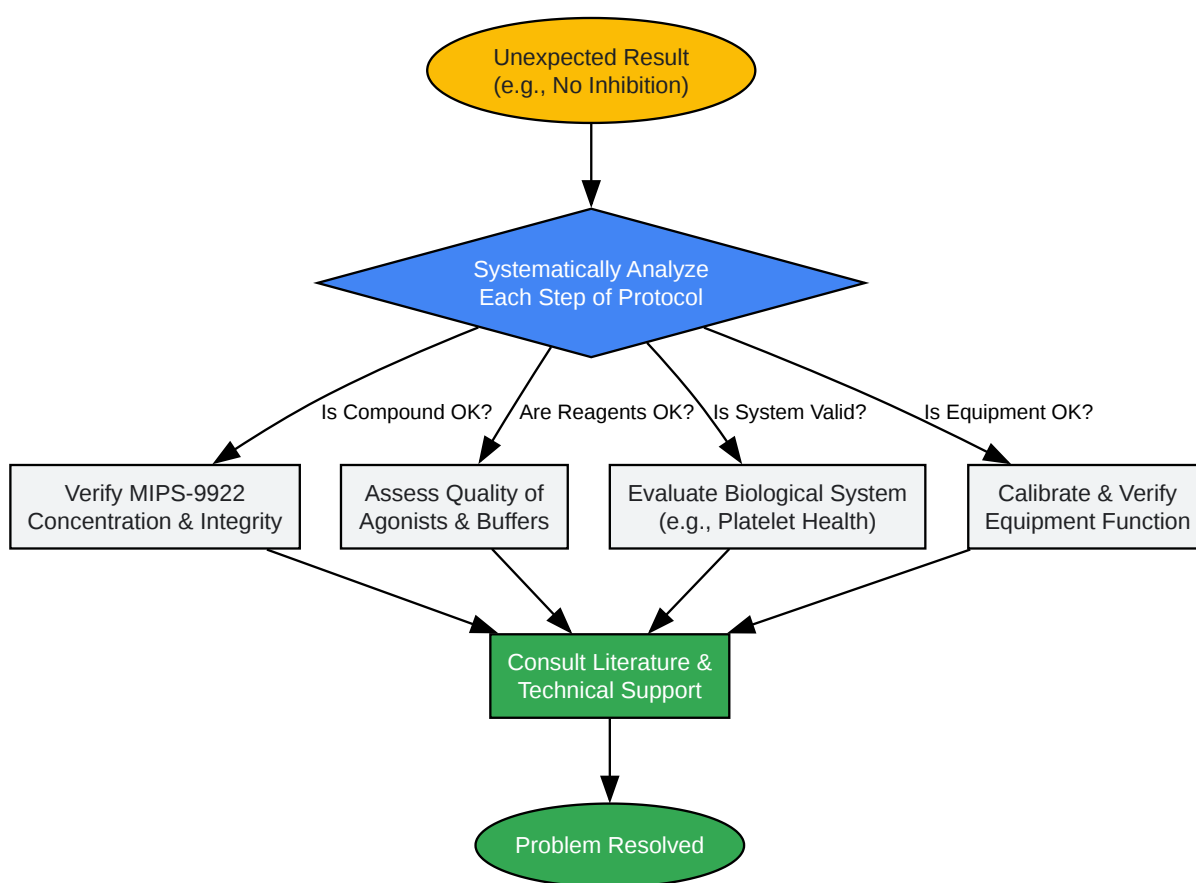 Unexpected Result
(e.g., No Inhibition)
Systematically Analyze
Each Step of Protocol
Is Compound OK?
Are Reagents OK?
Is System Valid?
Is Equipment OK?
Verify MIPS-9922
Concentration & Integrity
Assess Quality of
Agonists & Buffers
Evaluate Biological System
(e.g., Platelet Health)
Calibrate & Verify
Equipment Function
Consult Literature &
Technical Support
Problem Resolved